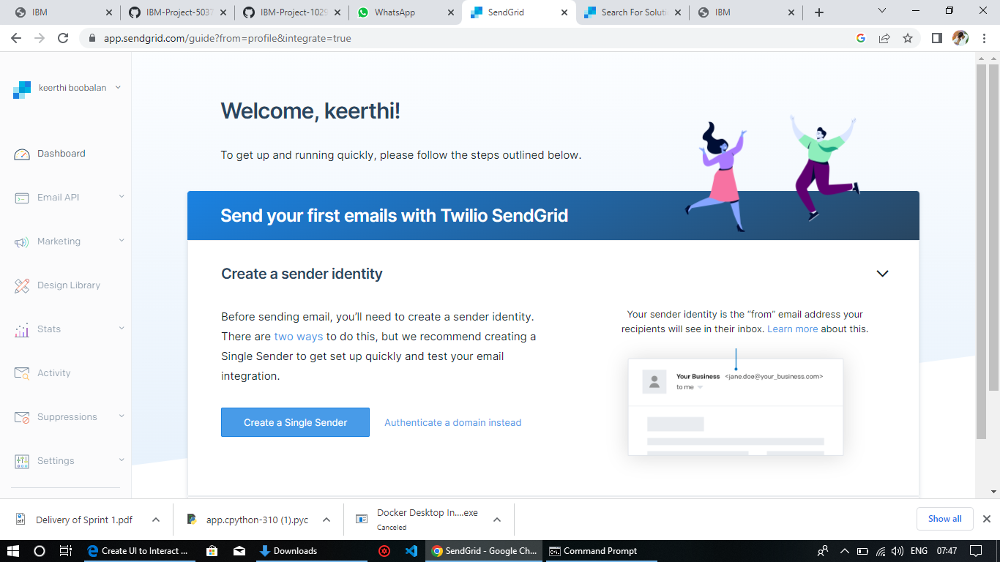 IBM
IBM-Project-5037
IBM-Project-1029
WhatsApp
SendGrid
Search For Soluti
IBM
app.sendgrid.com/guide?from=profile&integrate=true
keerthi boobalan
Dashboard
Email API
Marketing
Design Library
Stats
Activity
Suppressions
Settings
Welcome, keerthi!
To get up and running quickly, please follow the steps outlined below.
Send your first emails with Twilio SendGrid
Create a sender identity
Before sending email, you’ll need to create a sender identity.
There are two ways to do this, but we recommend creating a
Single Sender to get set up quickly and test your email
integration.
Create a Single Sender
Authenticate a domain instead
Your sender identity is the “from” email address your
recipients will see in their inbox. Learn more about this.
Your Business <jane.doe@your_business.com>
to me
Delivery of Sprint 1.pdf
app.cpython-310 (1).pyc
Docker Desktop In....exe
Canceled
Show all
Create UI to Interact ...
Downloads
SendGrid - Google Ch...
Command Prompt
ENG
07:47